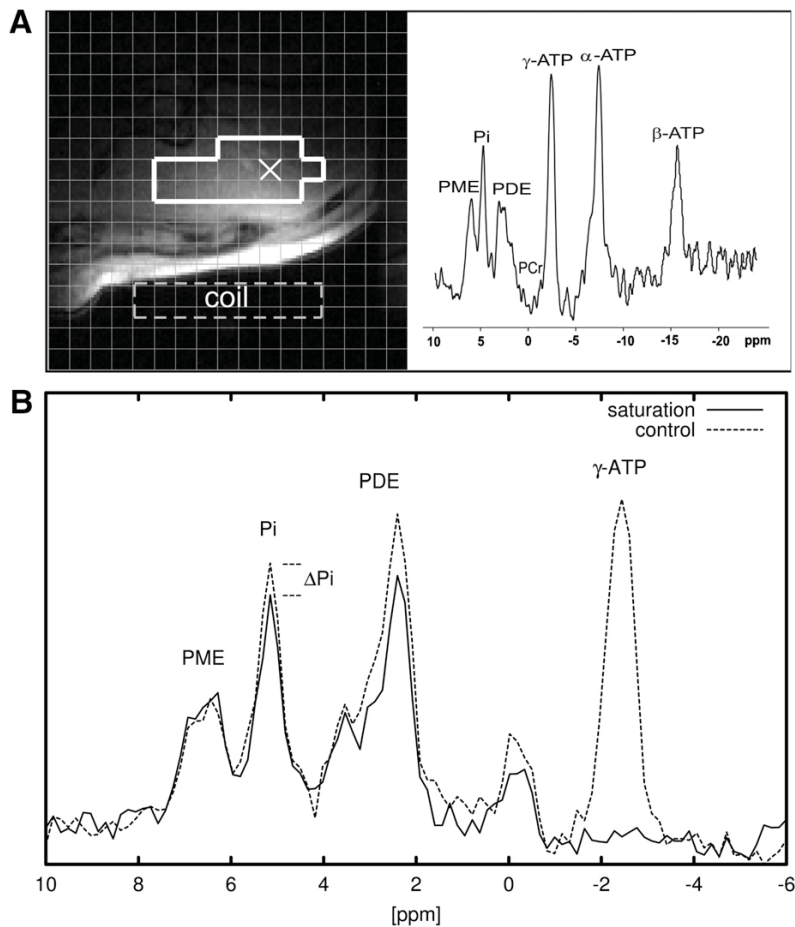 A
coil
γ-ATP α-ATP
Pi β-ATP
PME PDE
PCr
10 5 0 -5 -10 -15 -20 ppm
B
saturation
control
PDE γ-ATP
Pi
ΔPi
PME
10 8 6 4 2 0 -2 -4 -6
[ppm]